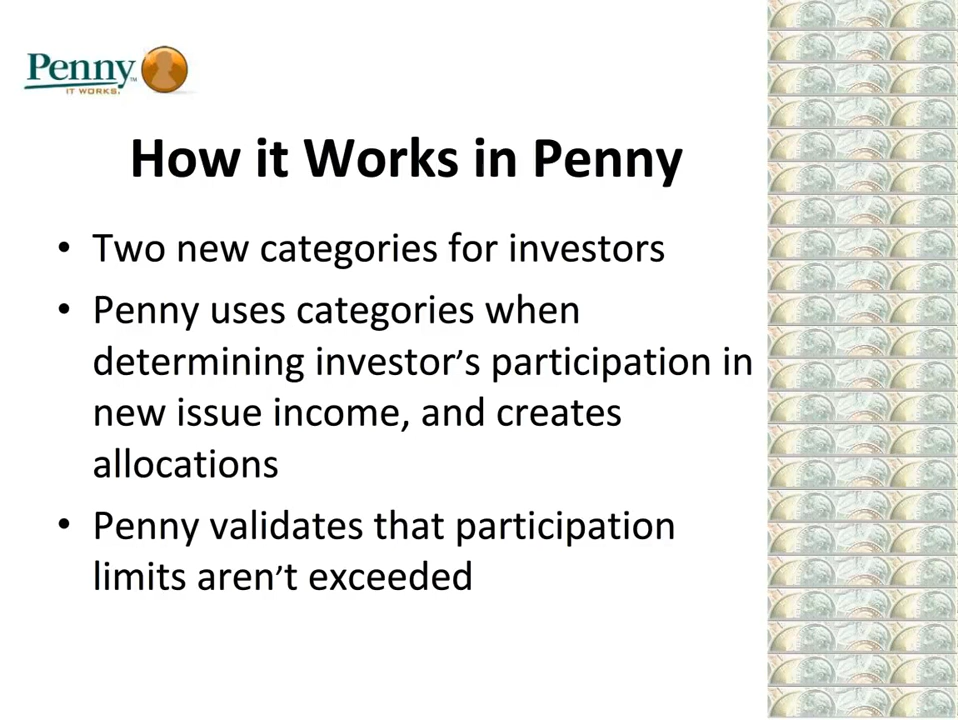 Penny™
IT WORKS.
How it Works in Penny
• Two new categories for investors
• Penny uses categories when
determining investor’s participation in
new issue income, and creates
allocations
• Penny validates that participation
limits aren’t exceeded